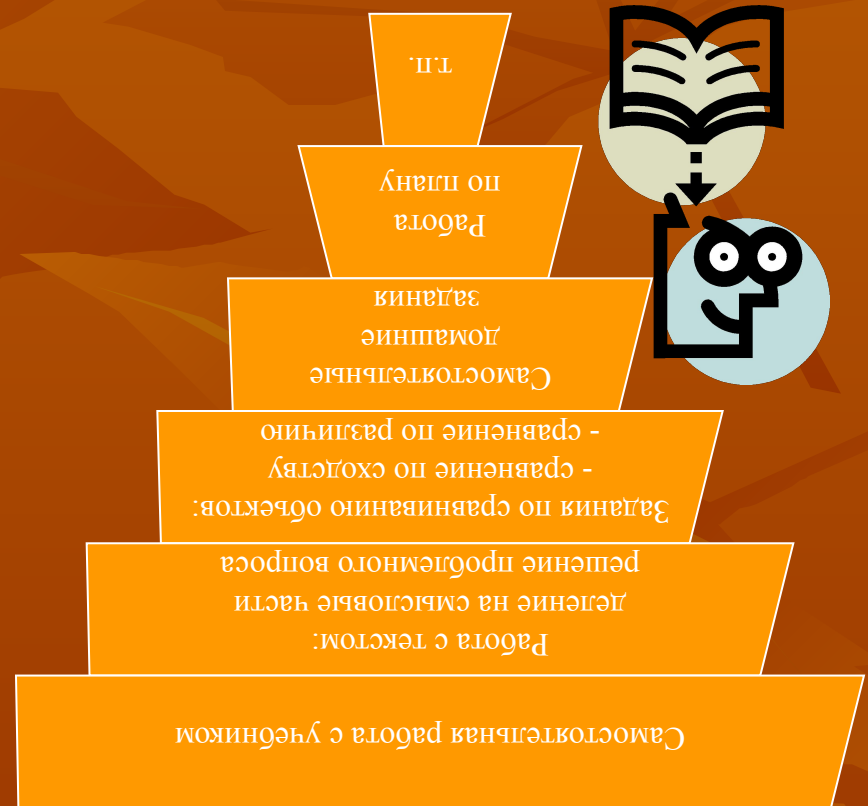 Самостоятельная работа с учебником
Работа с текстом:
деление на смысловые части
решение проблемного вопроса
Задания по сравниванию объектов:
- сравнение по сходству
- сравнение по различию
Самостоятельные
домашние
задания
Работа
по плану
т.п.